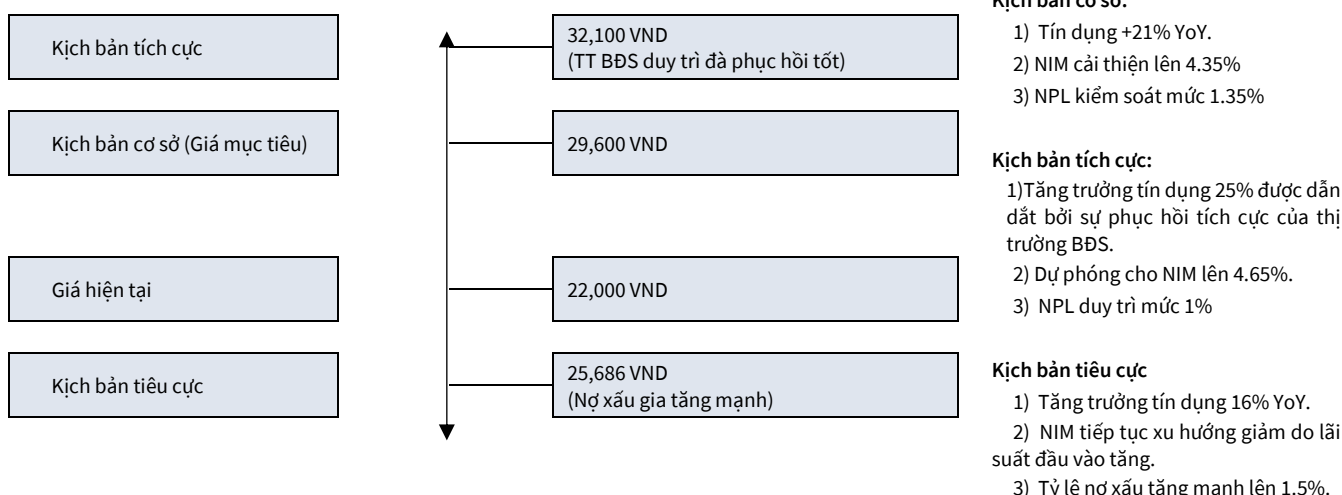 Kịch bản tích cực
32,100 VND
(TT BĐS duy trì đà phục hồi tốt)
Kịch bản cơ sở (Giá mục tiêu)
29,600 VND
Giá hiện tại
22,000 VND
Kịch bản tiêu cực
25,686 VND
(Nợ xấu gia tăng mạnh)
Kịch bản cơ sở:
1) Tín dụng +21% YoY.
2) NIM cải thiện lên 4.35%
3) NPL kiểm soát mức 1.35%
Kịch bản tích cực:
1)Tăng trưởng tín dụng 25% được dẫn
dắt bởi sự phục hồi tích cực của thị
trường BĐS.
2) Dự phóng cho NIM lên 4.65%.
3) NPL duy trì mức 1%
Kịch bản tiêu cực
1) Tăng trưởng tín dụng 16% YoY.
2) NIM tiếp tục xu hướng giảm do lãi
suất đầu vào tăng.
3) Tỷ lệ nợ xấu tăng mạnh lên 1.5%.